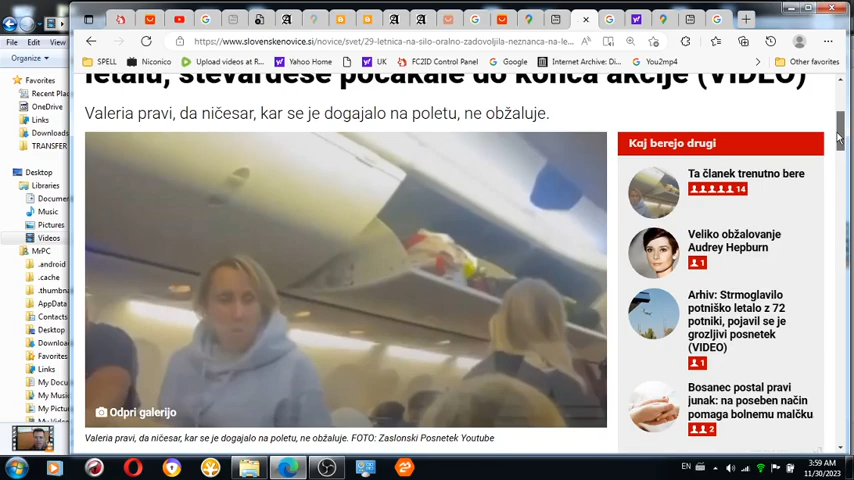 https://www.slovenskenovice.si/novice/svet/29-letnica-na-silo-oralno-zadovoljila-neznanca-na-le...
SPELL
Niconico
Upload videos at R...
Yahoo Home
UK
FC2ID Control Panel
Google
Internet Archive: Di...
You2mp4
Other favorites
File
Edit
Vi
Organize
Favorites
Recent Place
OneDrive
Links
Downloads
TRANSFER
Desktop
Libraries
Documen
Music
Pictures
Videos
MrPC
.android
.cache
.thumbna
AppData
Contacts
Desktop
Download
Favorites
Links
My Docu
My Music
My Pictur
letalu, stevardese počakale do konca akcije (VIDEO)
Valeria pravi, da ničesar, kar se je dogajalo na poletu, ne obžaluje.
Odpri galerijo
Valeria pravi, da ničesar, kar se je dogajalo na poletu, ne obžaluje. FOTO: Zaslonski Posnetek Youtube
Kaj berejo drugi
Ta članek trenutno bere
14
Veliko obžalovanje
Audrey Hepburn
1
Arhiv: Strmoglavilo
potniško letalo z 72
potniki, pojavil se je
grozljivi posnetek
(VIDEO)
1
Bosanec postal pravi
junak: na poseben način
pomaga bolnemu malčku
2
EN
3:59 AM
11/30/2023